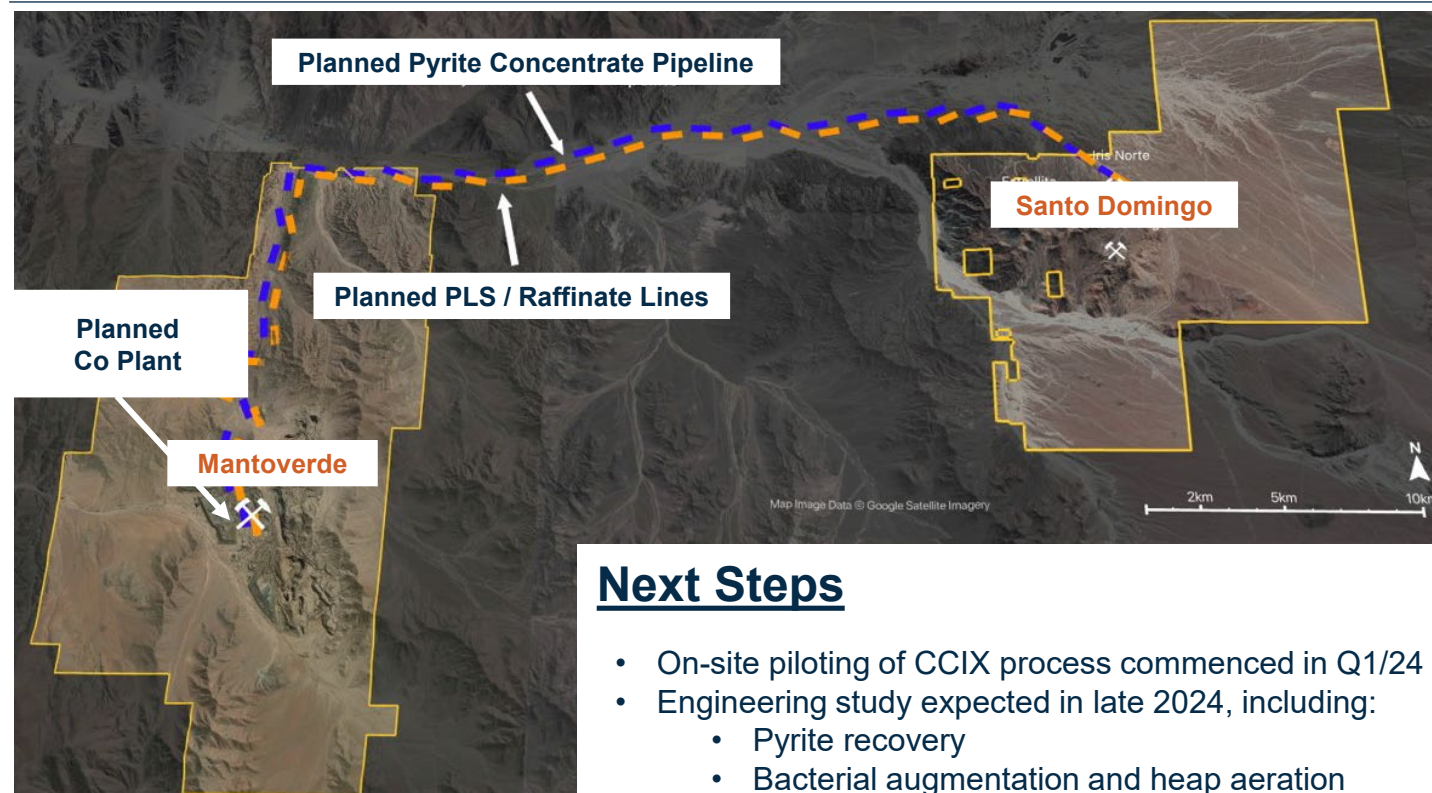 Planned Pyrite Concentrate Pipeline
Iris Norte
Santo Domingo
Planned PLS / Raffinate Lines
Planned
Co Plant
Mantoverde
N
Map Image Data © Google Satellite Imagery
2km 5km 10km
Next Steps
• On-site piloting of CCIX process commenced in Q1/24
• Engineering study expected in late 2024, including:
• Pyrite recovery
• Bacterial augmentation and heap aeration